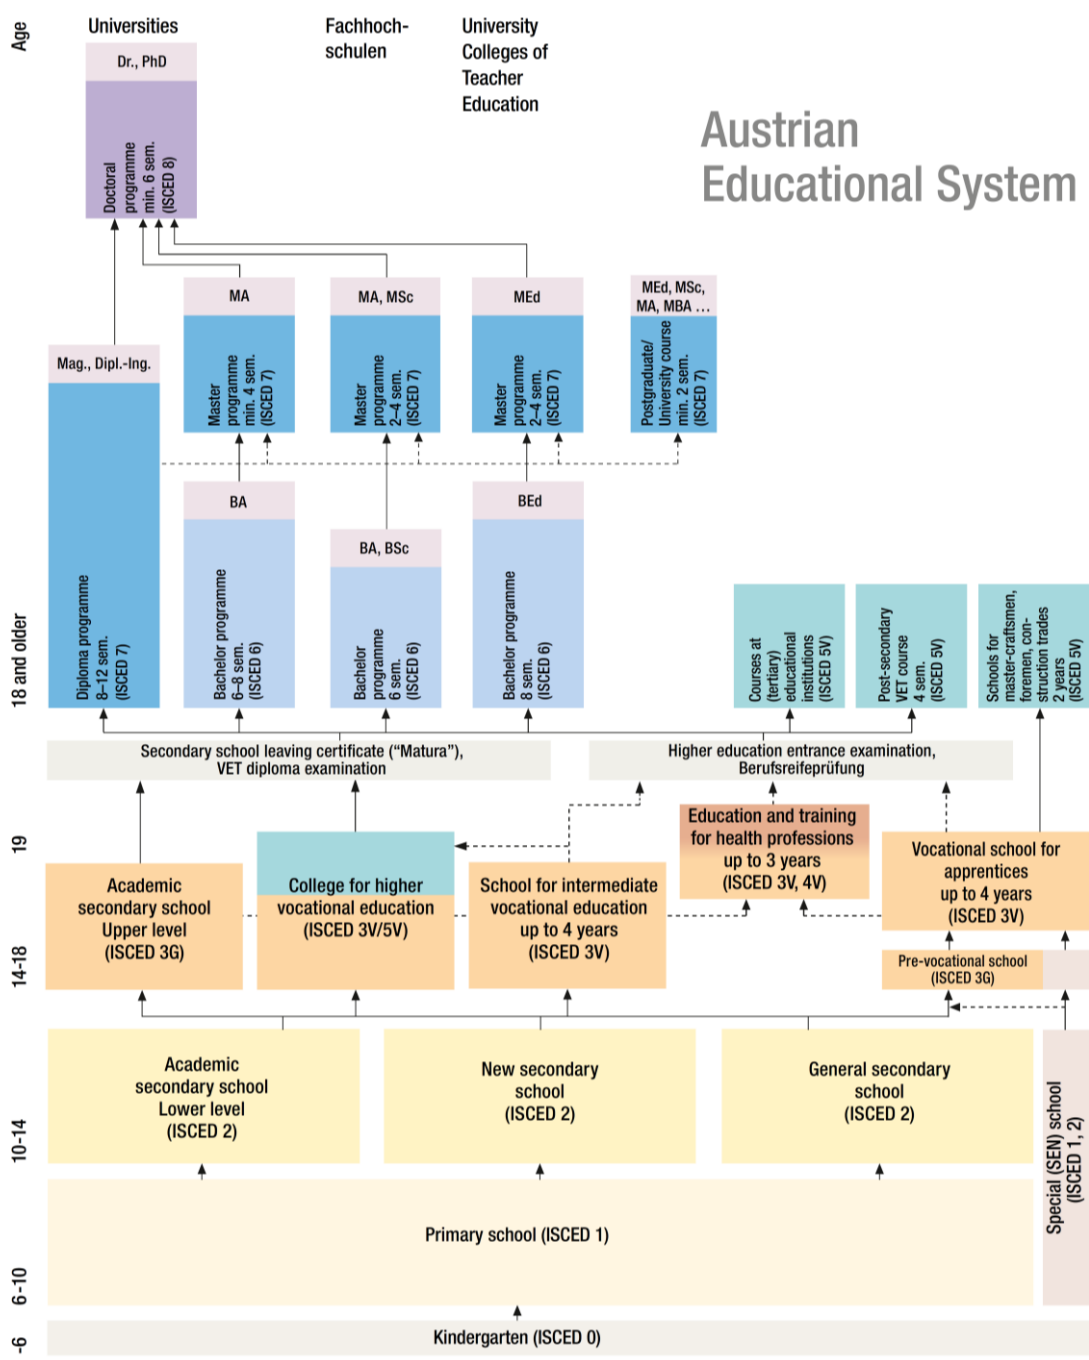 Age
Universities
Fachhoch-
schulen
University
Colleges of
Teacher
Education
Austrian
Educational System
Dr., PhD
Doctoral
programme
min. 6 sem.
(ISCED 8)
MA
Master
programme
min. 4 sem.
(ISCED 7)
MA, MSc
Master
programme
2–4 sem.
(ISCED 7)
MEd
Master
programme
2–4 sem.
(ISCED 7)
MEd, MSc,
MA, MBA ...
Postgraduate/
University course
min. 2 sem.
(ISCED 7)
Mag., Dipl.-Ing.
Diploma programme
8–12 sem.
(ISCED 7)
BA
Bachelor programme
6–8 sem.
(ISCED 6)
BA, BSc
Bachelor
programme
6 sem.
(ISCED 6)
BEd
Bachelor programme
8 sem.
(ISCED 6)
18 and older
Courses at
(tertiary)
educational
institutions
(ISCED 5V)
Post-secondary
VET course
4 sem.
(ISCED 5V)
Schools for
master-craftsmen,
foremen, con-
struction trades
2 years
(ISCED 5V)
Secondary school leaving certificate (“Matura”),
VET diploma examination
Higher education entrance examination,
Berufsreifeprüfung
19
Academic
secondary school
Upper level
(ISCED 3G)
College for higher
vocational education
(ISCED 3V/5V)
School for intermediate
vocational education
up to 4 years
(ISCED 3V)
Education and training
for health professions
up to 3 years
(ISCED 3V, 4V)
Vocational school for
apprentices
up to 4 years
(ISCED 3V)
14-18
Pre-vocational school
(ISCED 3G)
10-14
Academic
secondary school
Lower level
(ISCED 2)
New secondary
school
(ISCED 2)
General secondary
school
(ISCED 2)
Special (SEN) school
(ISCED 1, 2)
6-10
Primary school (ISCED 1)
-6
Kindergarten (ISCED 0)